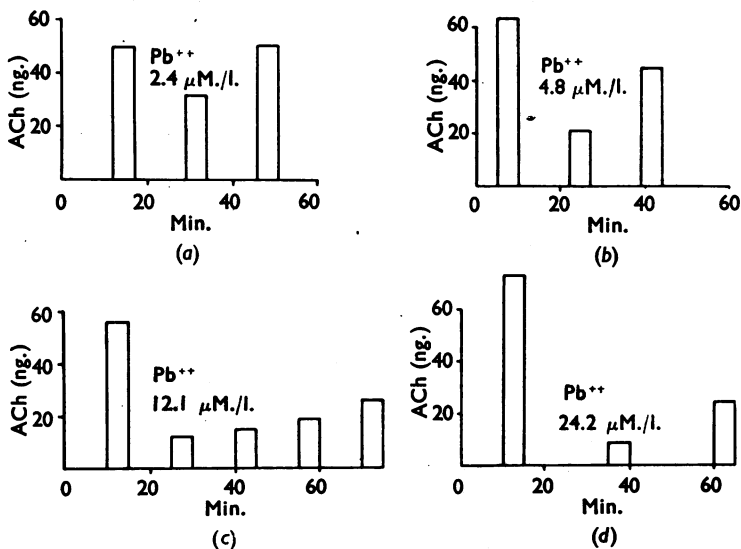 60
40
20
ACh (ng.)
Pb++
2.4 μM./l.
0 20 40 60
Min.
(a)
60
40
20
ACh (ng.)
Pb++
4.8 μM./l.
0 20 40 60
Min.
(b)
60
40
20
ACh (ng.)
Pb++
12.1 μM./l.
0 20 40 60
Min.
(c)
60
40
20
ACh (ng.)
Pb++
24.2 μM./l.
0 20 40 60
Min.
(d)